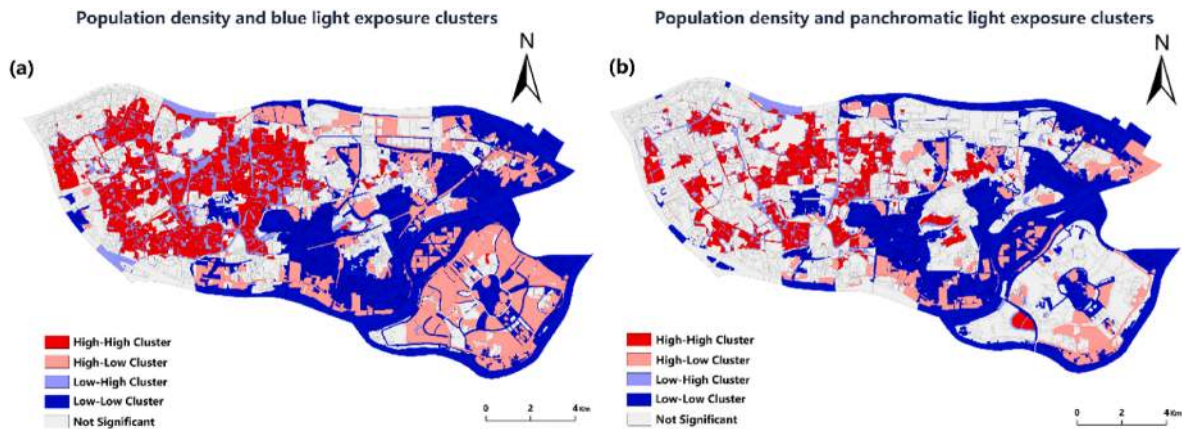 Population density and blue light exposure clusters
(a)
N
High-High Cluster
High-Low Cluster
Low-High Cluster
Low-Low Cluster
Not Significant
0 2 4 Km
Population density and panchromatic light exposure clusters
(b)
N
High-High Cluster
High-Low Cluster
Low-High Cluster
Low-Low Cluster
Not Significant
0 2 4 Km